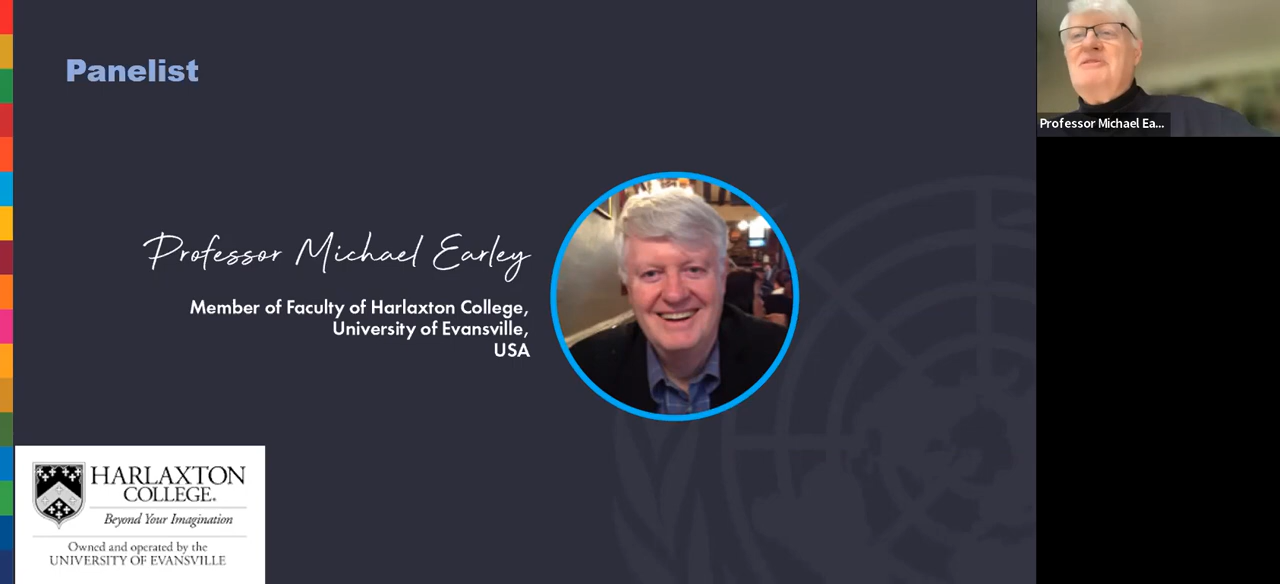 Panelist
Professor Michael Earley
Member of Faculty of Harlaxton College,
University of Evansville,
USA
HARLAXTON
COLLEGE®
Beyond Your Imagination
Owned and operated by the
UNIVERSITY OF EVANSVILLE
Professor Michael Ea...